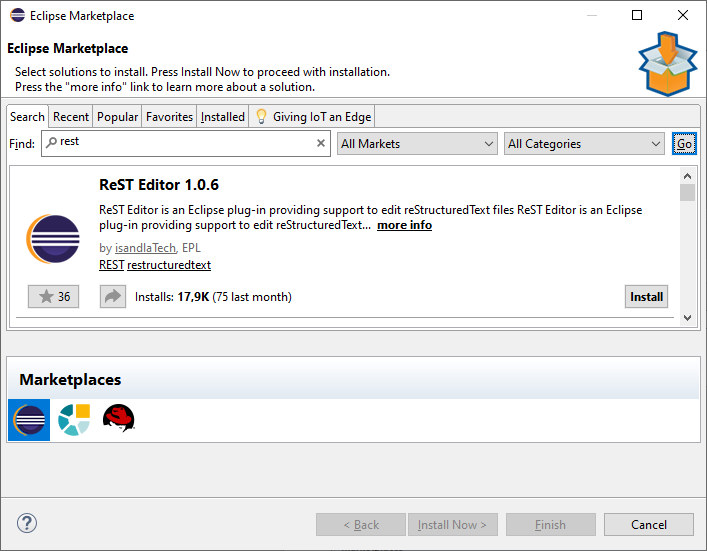 Eclipse Marketplace
Eclipse Marketplace
Select solutions to install. Press Install Now to proceed with installation.
Press the "more info" link to learn more about a solution.
Search Recent Popular Favorites Installed Giving IoT an Edge
Find: rest All Markets All Categories Go
ReST Editor 1.0.6
ReST Editor is an Eclipse plug-in providing support to edit reStructuredText files ReST Editor is an Eclipse
plug-in providing support to edit reStructuredText... more info
by isandlaTech, EPL
REST restructuredtext
36 Installs: 17,9K (75 last month) Install
Marketplaces
? < Back Install Now > Finish Cancel